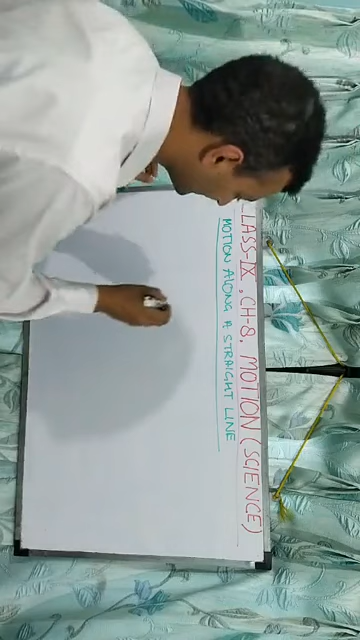 LASS-IX, CH-8. MOTION (SCIENCE)
MOTION ALONG A STRAIGHT LINE